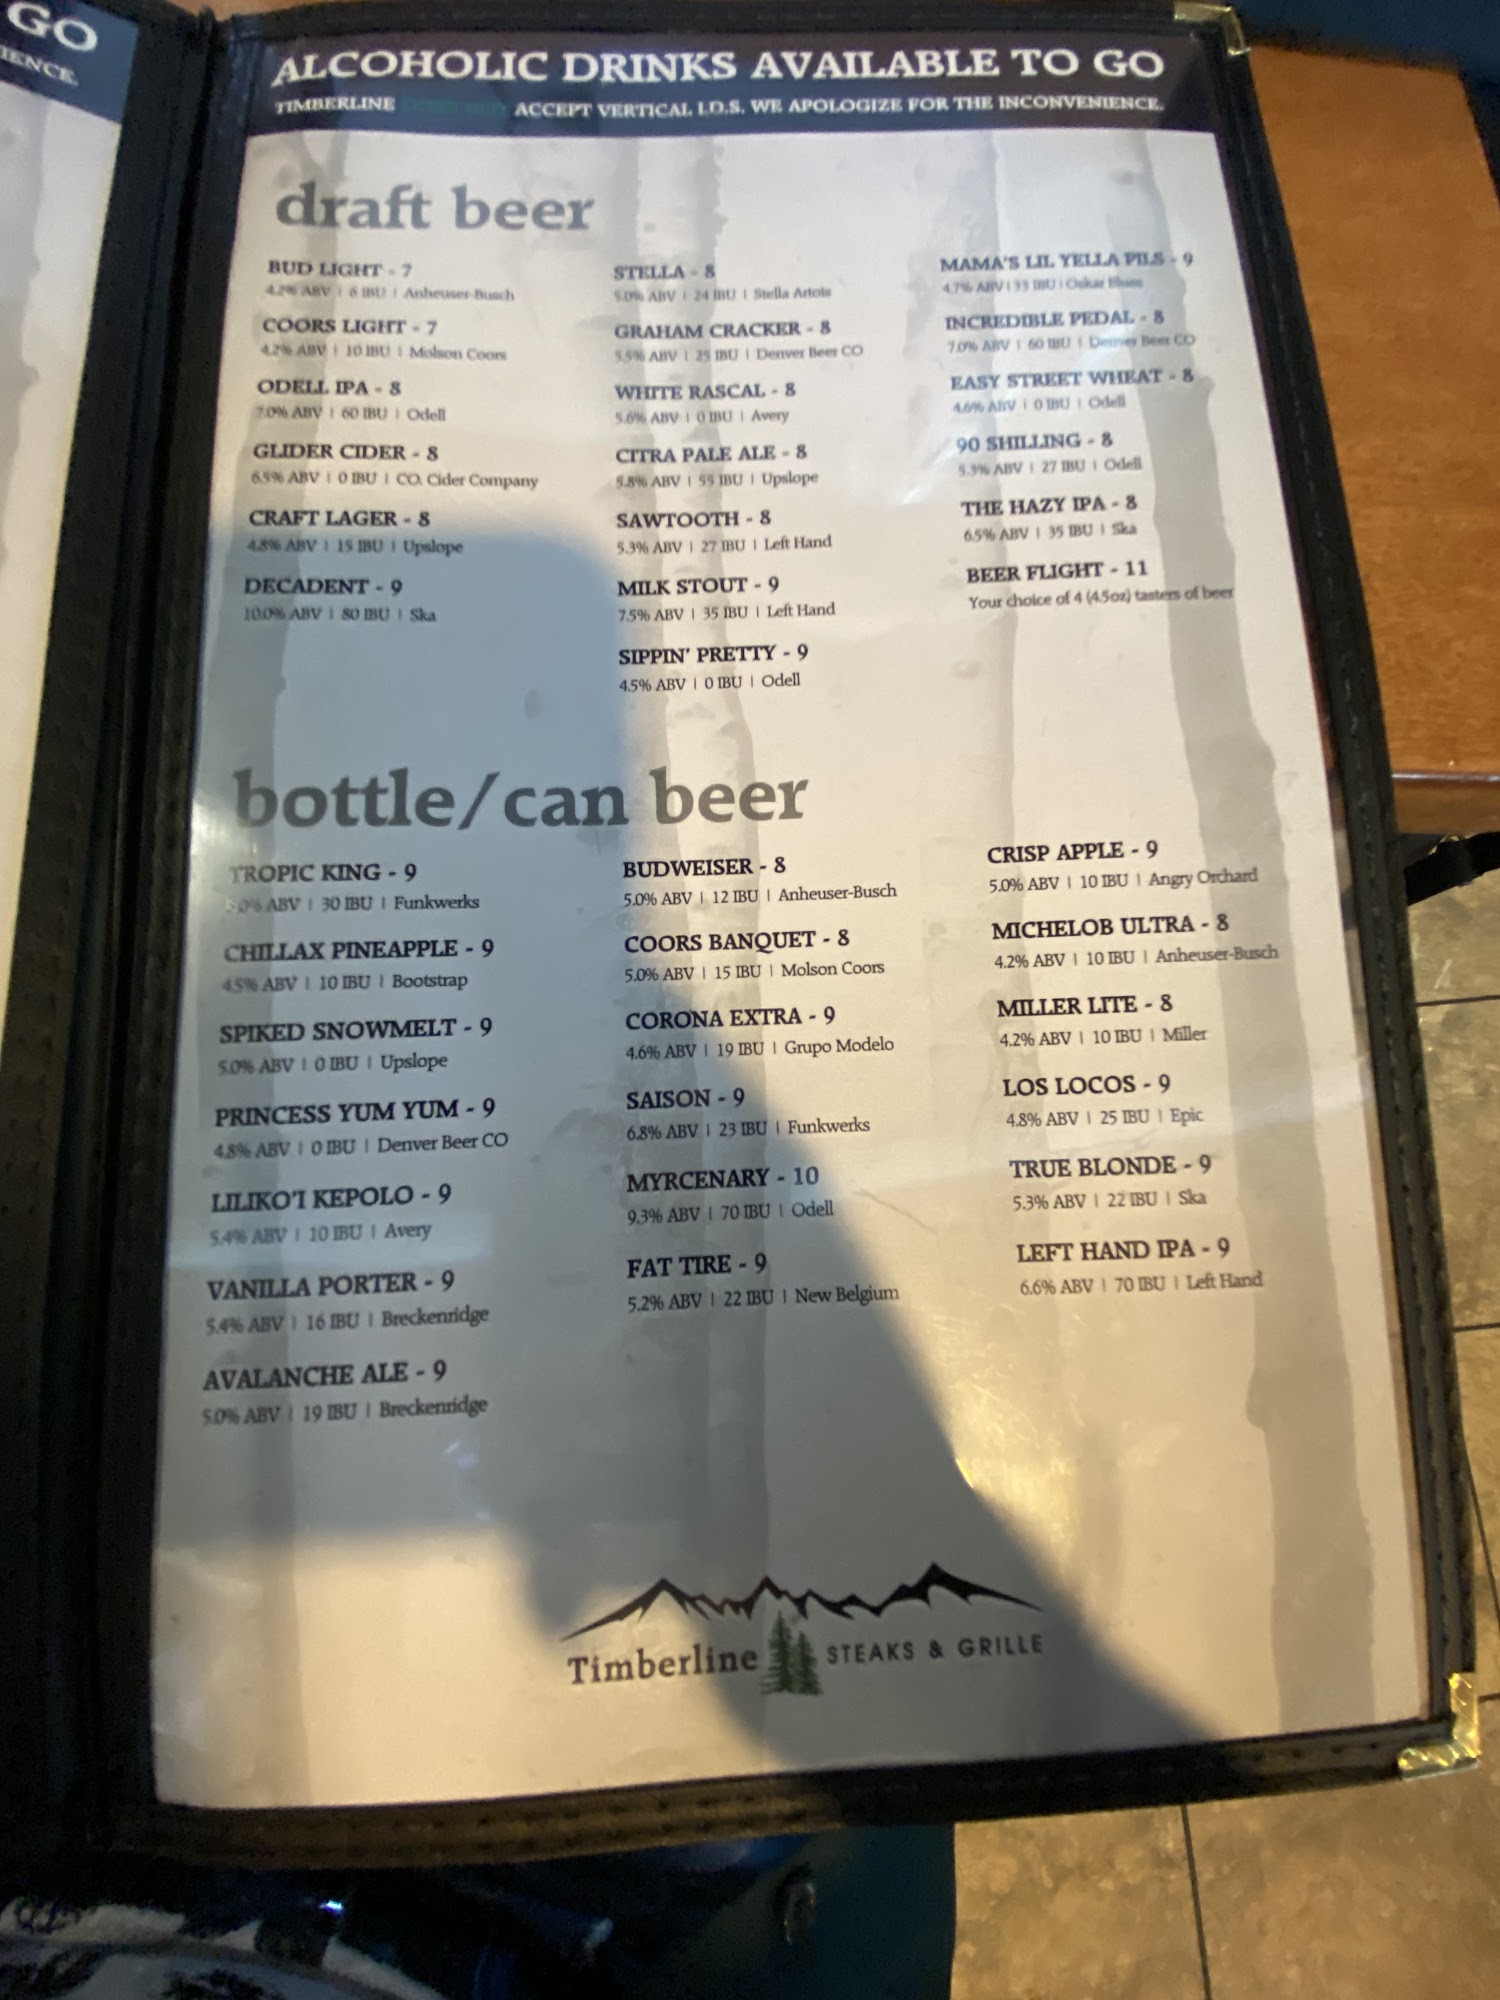 GO
IENCE.
ALCOHOLIC DRINKS AVAILABLE TO GO
TIMBERLINE ACCEPT VERTICAL I.D.S. WE APOLOGIZE FOR THE INCONVENIENCE.
draft beer
BUD LIGHT - 7
4.2% ABV | 6 IBU | Anheuser-Busch
COORS LIGHT - 7
4.2% ABV | 10 IBU | Molson Coors
ODELL IPA - 8
7.0% ABV | 60 IBU | Odell
GLIDER CIDER - 8
6.5% ABV | 0 IBU | CO. Cider Company
CRAFT LAGER - 8
4.8% ABV | 15 IBU | Upslope
DECADENT - 9
10.0% ABV | 80 IBU | Ska
STELLA - 8
5.0% ABV | 24 IBU | Stella Artois
GRAHAM CRACKER - 8
5.5% ABV | 25 IBU | Denver Beer CO
WHITE RASCAL - 8
5.6% ABV | 0 IBU | Avery
CITRA PALE ALE - 8
5.8% ABV | 55 IBU | Upslope
SAWTOOTH - 8
5.3% ABV | 27 IBU | Left Hand
MILK STOUT - 9
7.5% ABV | 35 IBU | Left Hand
SIPPIN' PRETTY - 9
4.5% ABV | 0 IBU | Odell
MAMA'S LIL YELLA PILS - 9
4.7% ABV | 35 IBU | Oskar Blues
INCREDIBLE PEDAL - 8
7.0% ABV | 60 IBU | Denver Beer CO
EASY STREET WHEAT - 8
4.6% ABV | 0 IBU | Odell
90 SHILLING - 8
5.3% ABV | 27 IBU | Odell
THE HAZY IPA - 8
6.5% ABV | 35 IBU | Ska
BEER FLIGHT - 11
Your choice of 4 (4.5oz) tasters of beer
bottle/can beer
TROPIC KING - 9
ABV | 30 IBU | Funkwerks
CHILLAX PINEAPPLE - 9
4.5% ABV | 10 IBU | Bootstrap
SPIKED SNOWMELT - 9
5.0% ABV | 0 IBU | Upslope
PRINCESS YUM YUM - 9
4.8% ABV | 0 IBU | Denver Beer CO
LILIKO'I KEPOLO - 9
5.4% ABV | 10 IBU | Avery
VANILLA PORTER - 9
5.4% ABV | 16 IBU | Breckenridge
AVALANCHE ALE - 9
5.0% ABV | 19 IBU | Breckenridge
BUDWEISER - 8
5.0% ABV | 12 IBU | Anheuser-Busch
COORS BANQUET - 8
5.0% ABV | 15 IBU | Molson Coors
CORONA EXTRA - 9
4.6% ABV | 19 IBU | Grupo Modelo
SAISON - 9
6.8% ABV | 23 IBU | Funkwerks
MYRCENARY - 10
9.3% ABV | 70 IBU | Odell
FAT TIRE - 9
5.2% ABV | 22 IBU | New Belgium
CRISP APPLE - 9
5.0% ABV | 10 IBU | Angry Orchard
MICHELOB ULTRA - 8
4.2% ABV | 10 IBU | Anheuser-Busch
MILLER LITE - 8
4.2% ABV | 10 IBU | Miller
LOS LOCOS - 9
4.8% ABV | 25 IBU | Epic
TRUE BLONDE - 9
5.3% ABV | 22 IBU | Ska
LEFT HAND IPA - 9
6.6% ABV | 70 IBU | Left Hand
Timberline STEAKS & GRILLE